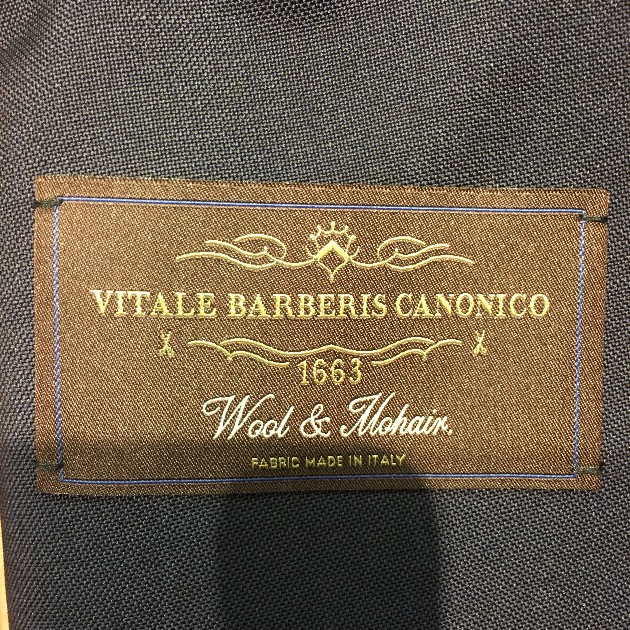 VITALE BARBERIS CANONICO
1663
Wool & Mohair.
FABRIC MADE IN ITALY